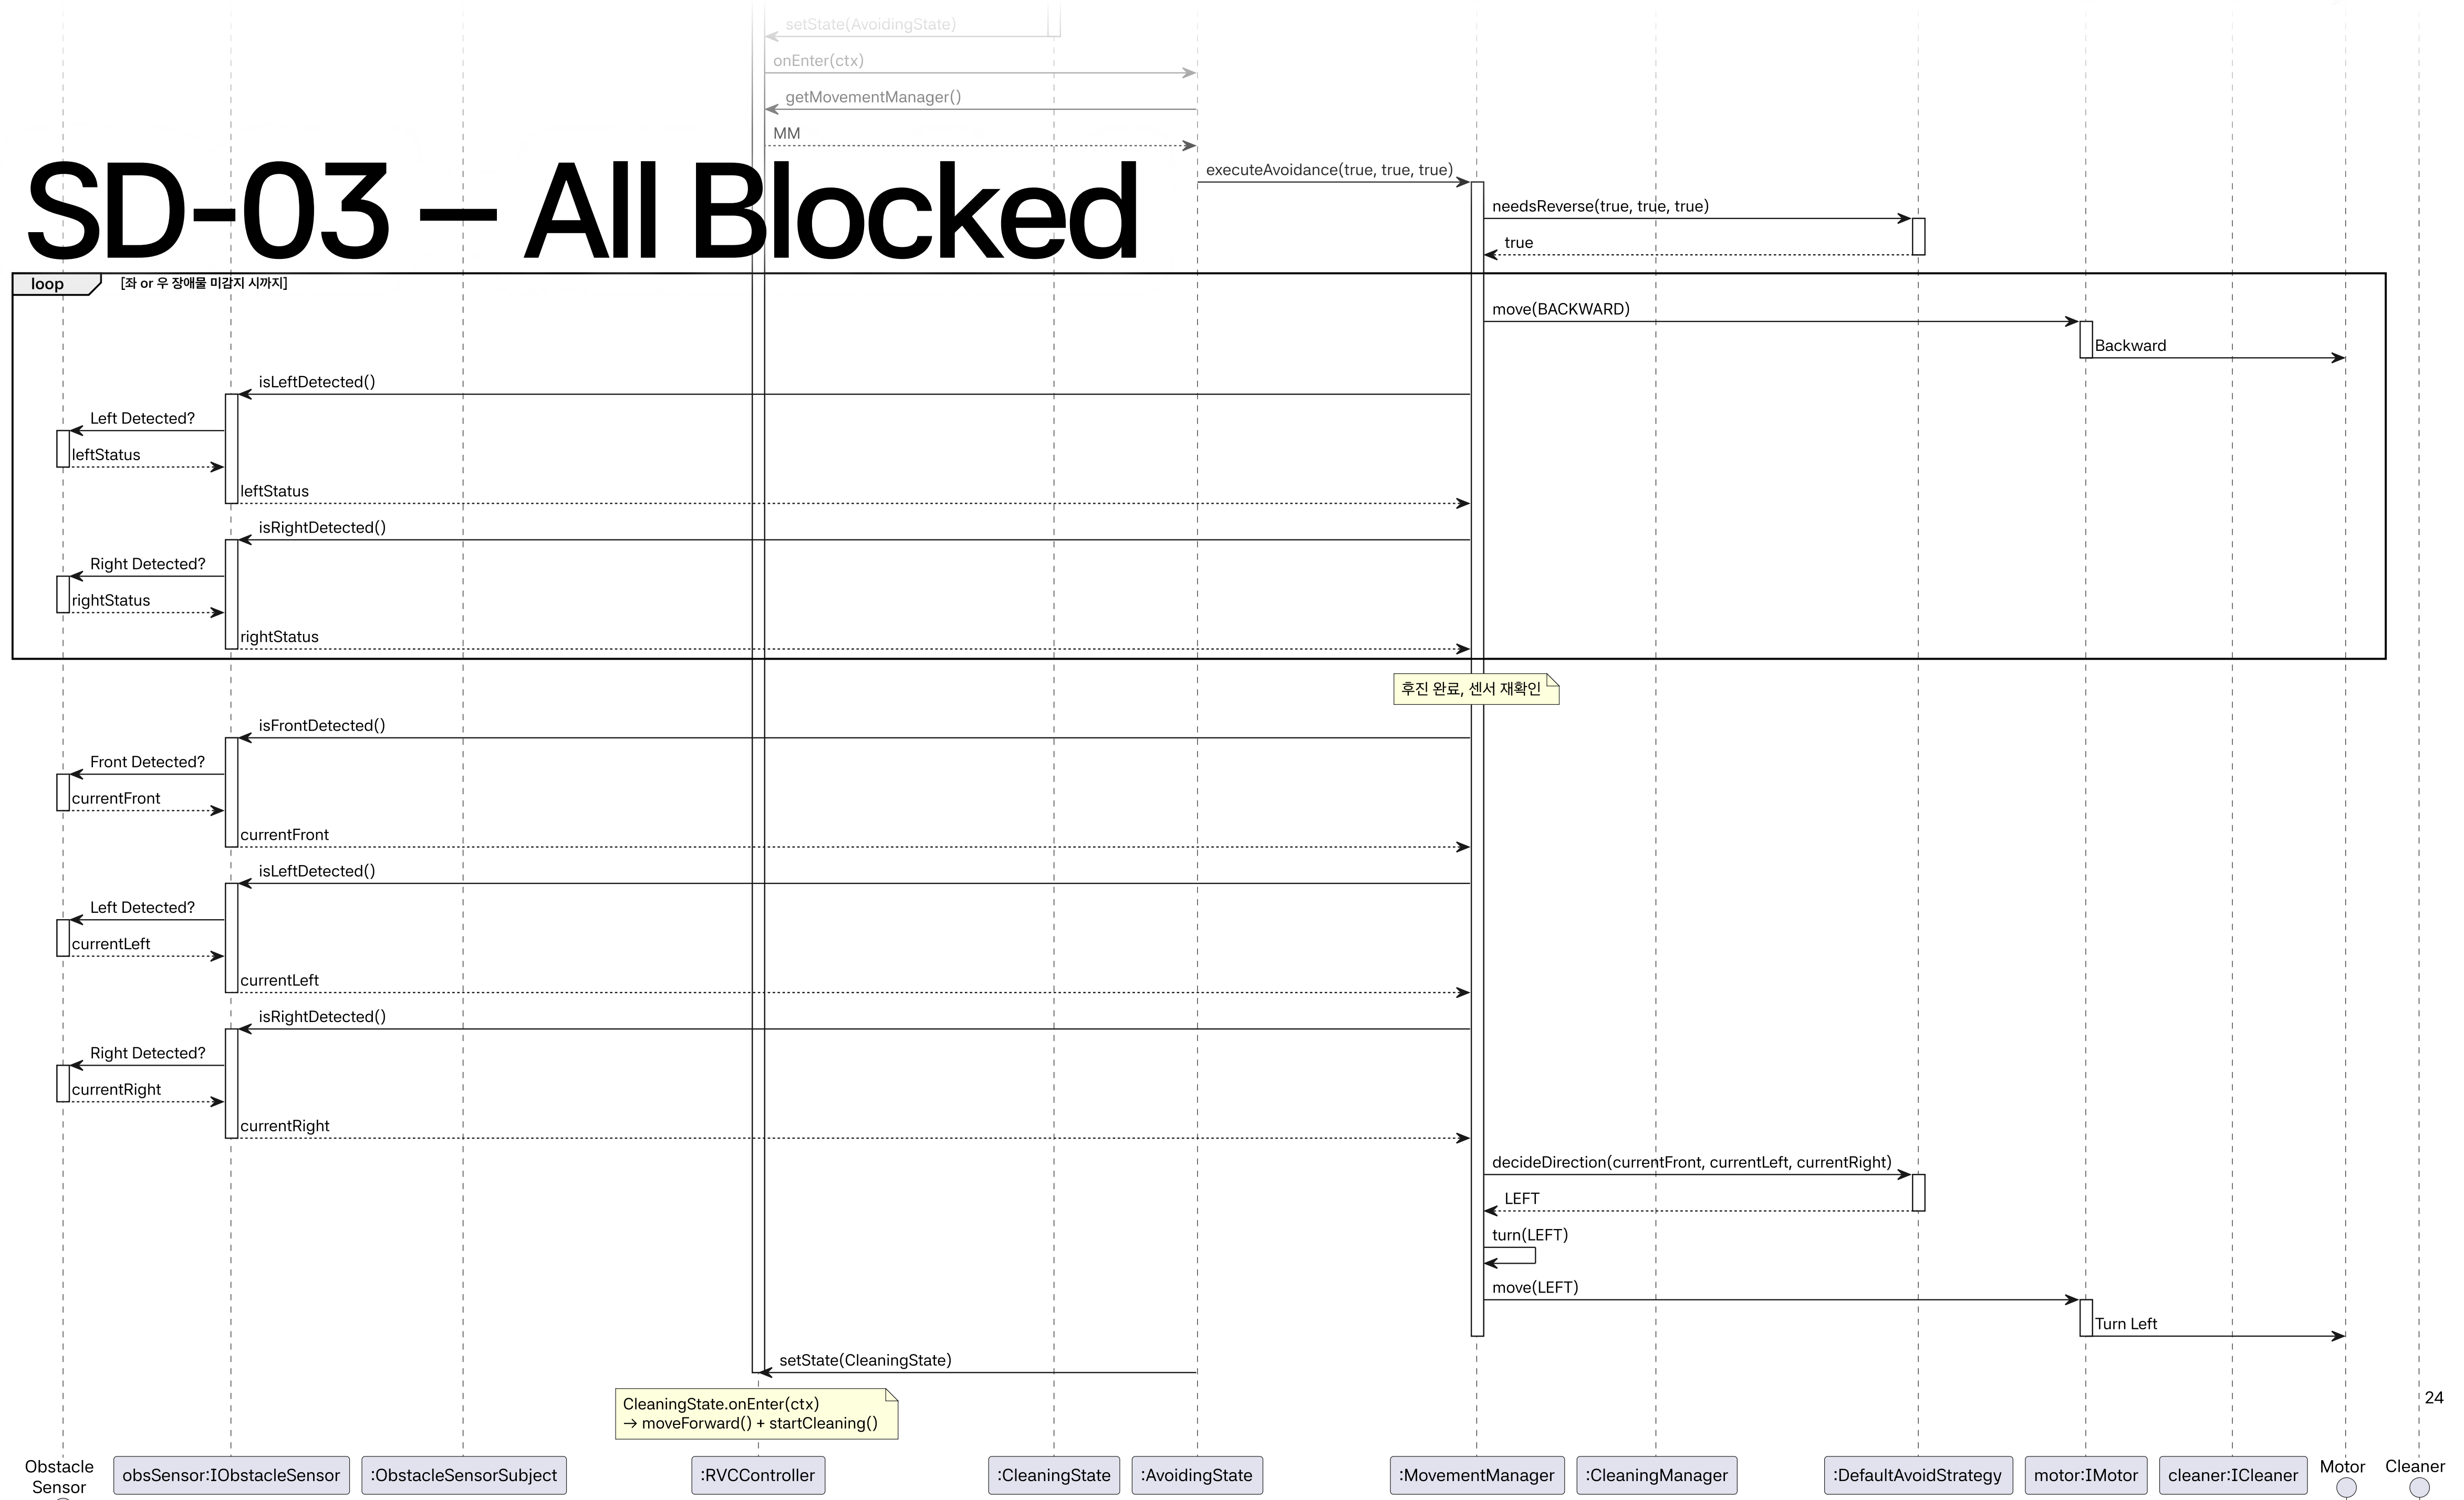 setState(AvoidingState)
onEnter(ctx)
getMovementManager()
MM
SD-03 – All Blocked
executeAvoidance(true, true, true)
needsReverse(true, true, true)
true
loop
[좌 or 우 장애물 미감지 시까지]
move(BACKWARD)
Backward
isLeftDetected()
Left Detected?
leftStatus
leftStatus
isRightDetected()
Right Detected?
rightStatus
rightStatus
후진 완료, 센서 재확인
isFrontDetected()
Front Detected?
currentFront
currentFront
isLeftDetected()
Left Detected?
currentLeft
currentLeft
isRightDetected()
Right Detected?
currentRight
currentRight
decideDirection(currentFront, currentLeft, currentRight)
LEFT
turn(LEFT)
move(LEFT)
Turn Left
setState(CleaningState)
CleaningState.onEnter(ctx)
→ moveForward() + startCleaning()
24
Obstacle
Sensor
obsSensor:IObstacleSensor
:ObstacleSensorSubject
:RVCController
:CleaningState
:AvoidingState
:MovementManager
:CleaningManager
:DefaultAvoidStrategy
motor:IMotor
cleaner:ICleaner
Motor
Cleaner